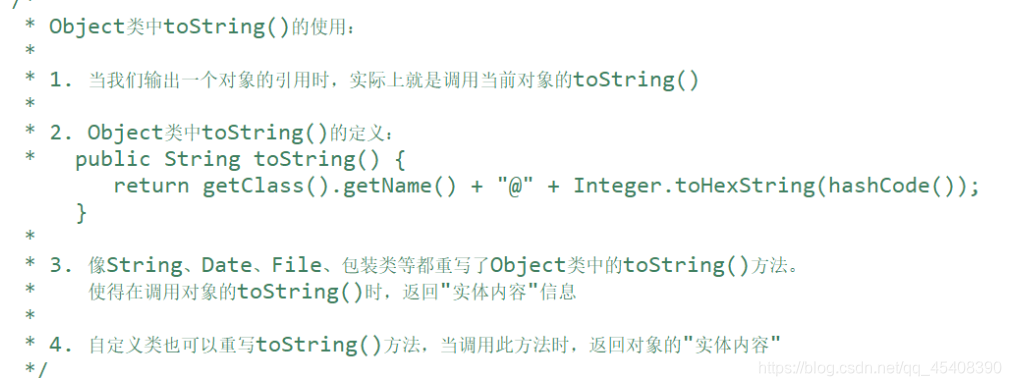 /*
* Object类中toString()的使用:
*
* 1. 当我们输出一个对象的引用时,实际上就是调用当前对象的toString()
*
* 2. Object类中toString()的定义:
*   public String toString() {
       return getClass().getName() + "@" + Integer.toHexString(hashCode());
    }
*
* 3. 像String、Date、File、包装类等都重写了Object类中的toString()方法。
*    使得在调用对象的toString()时,返回"实体内容"信息
*
* 4. 自定义类也可以重写toString()方法,当调用此方法时,返回对象的"实体内容"
*/
https://blog.csdn.net/qq_45408390